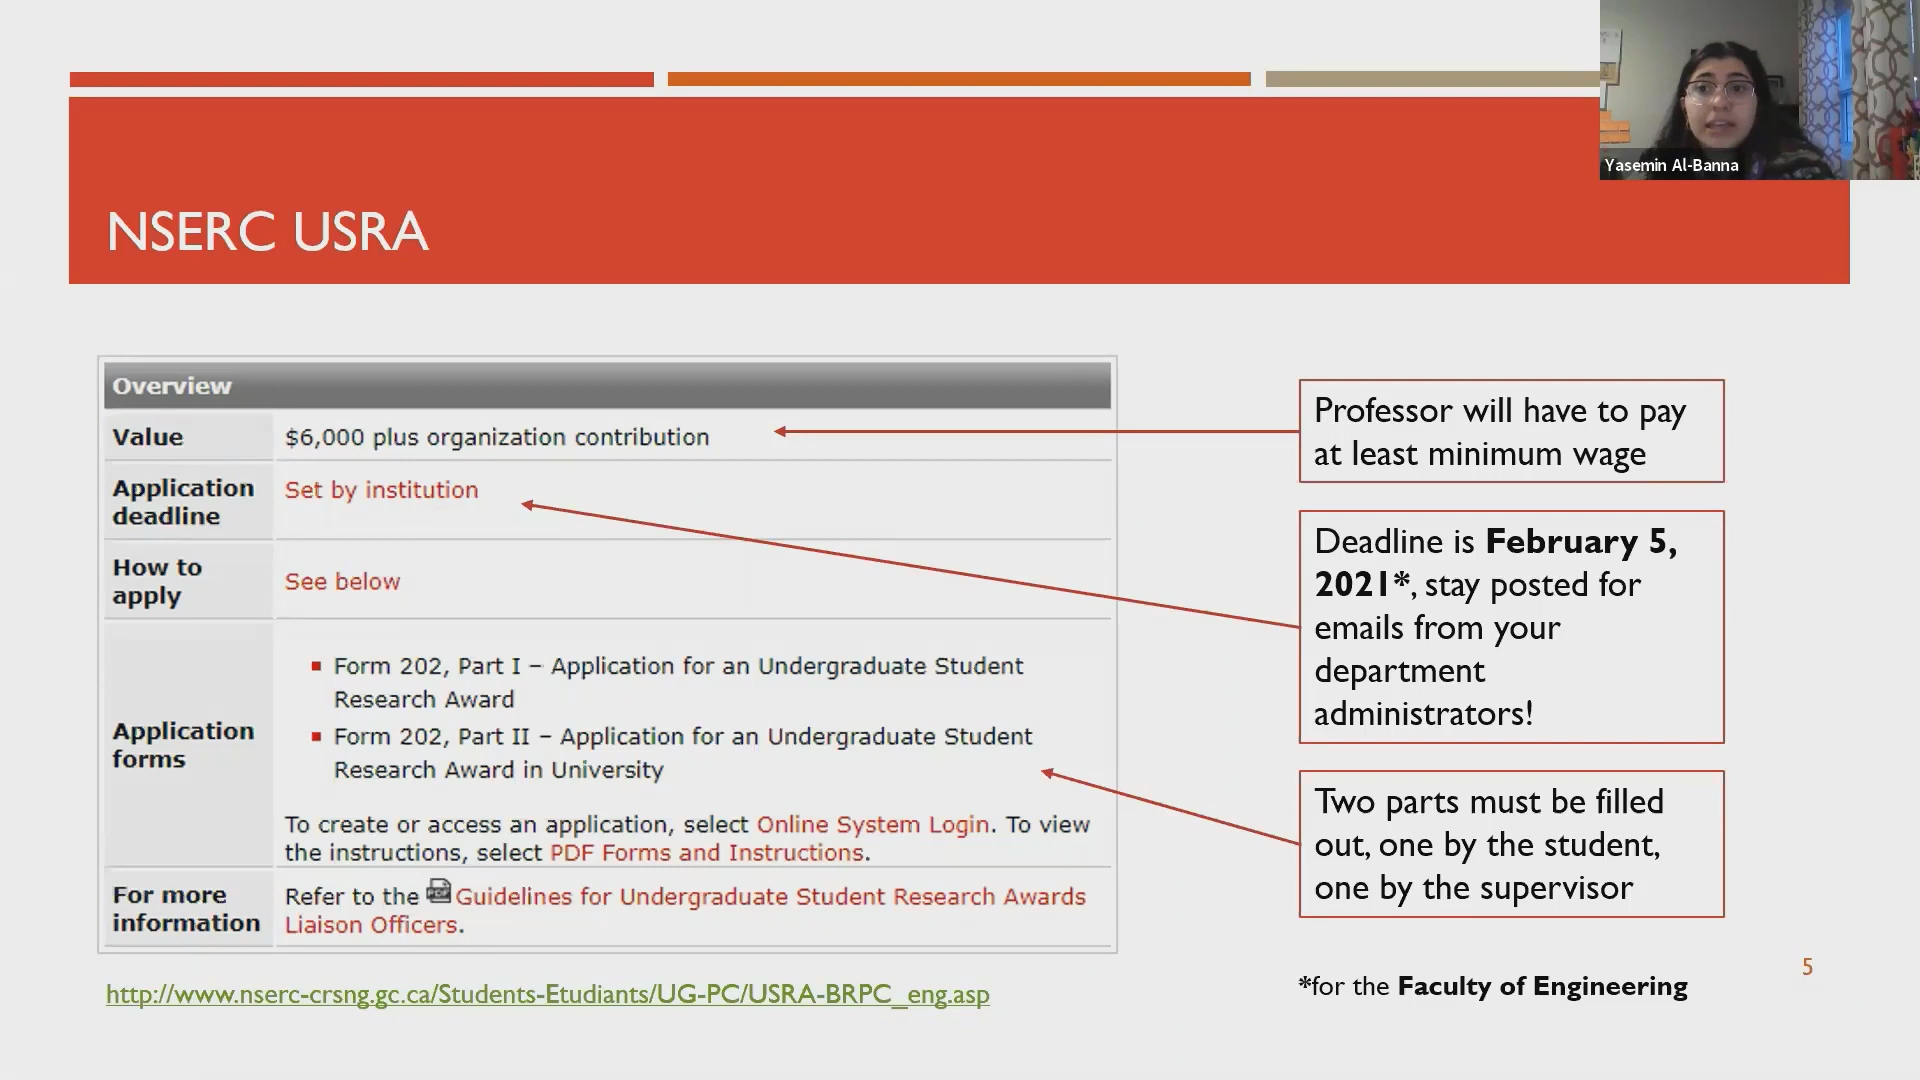 Yasemin Al-Banna
NSERC USRA
Overview
Value
$6,000 plus organization contribution
Application
deadline
Set by institution
How to
apply
See below
Application
forms
Form 202, Part I – Application for an Undergraduate Student
Research Award
Form 202, Part II – Application for an Undergraduate Student
Research Award in University
To create or access an application, select Online System Login. To view
the instructions, select PDF Forms and Instructions.
For more
information
Refer to the Guidelines for Undergraduate Student Research Awards
Liaison Officers.
Professor will have to pay
at least minimum wage
Deadline is February 5,
2021*, stay posted for
emails from your
department
administrators!
Two parts must be filled
out, one by the student,
one by the supervisor
5
http://www.nserc-crsng.gc.ca/Students-Etudiants/UG-PC/USRA-BRPC_eng.asp
*for the Faculty of Engineering